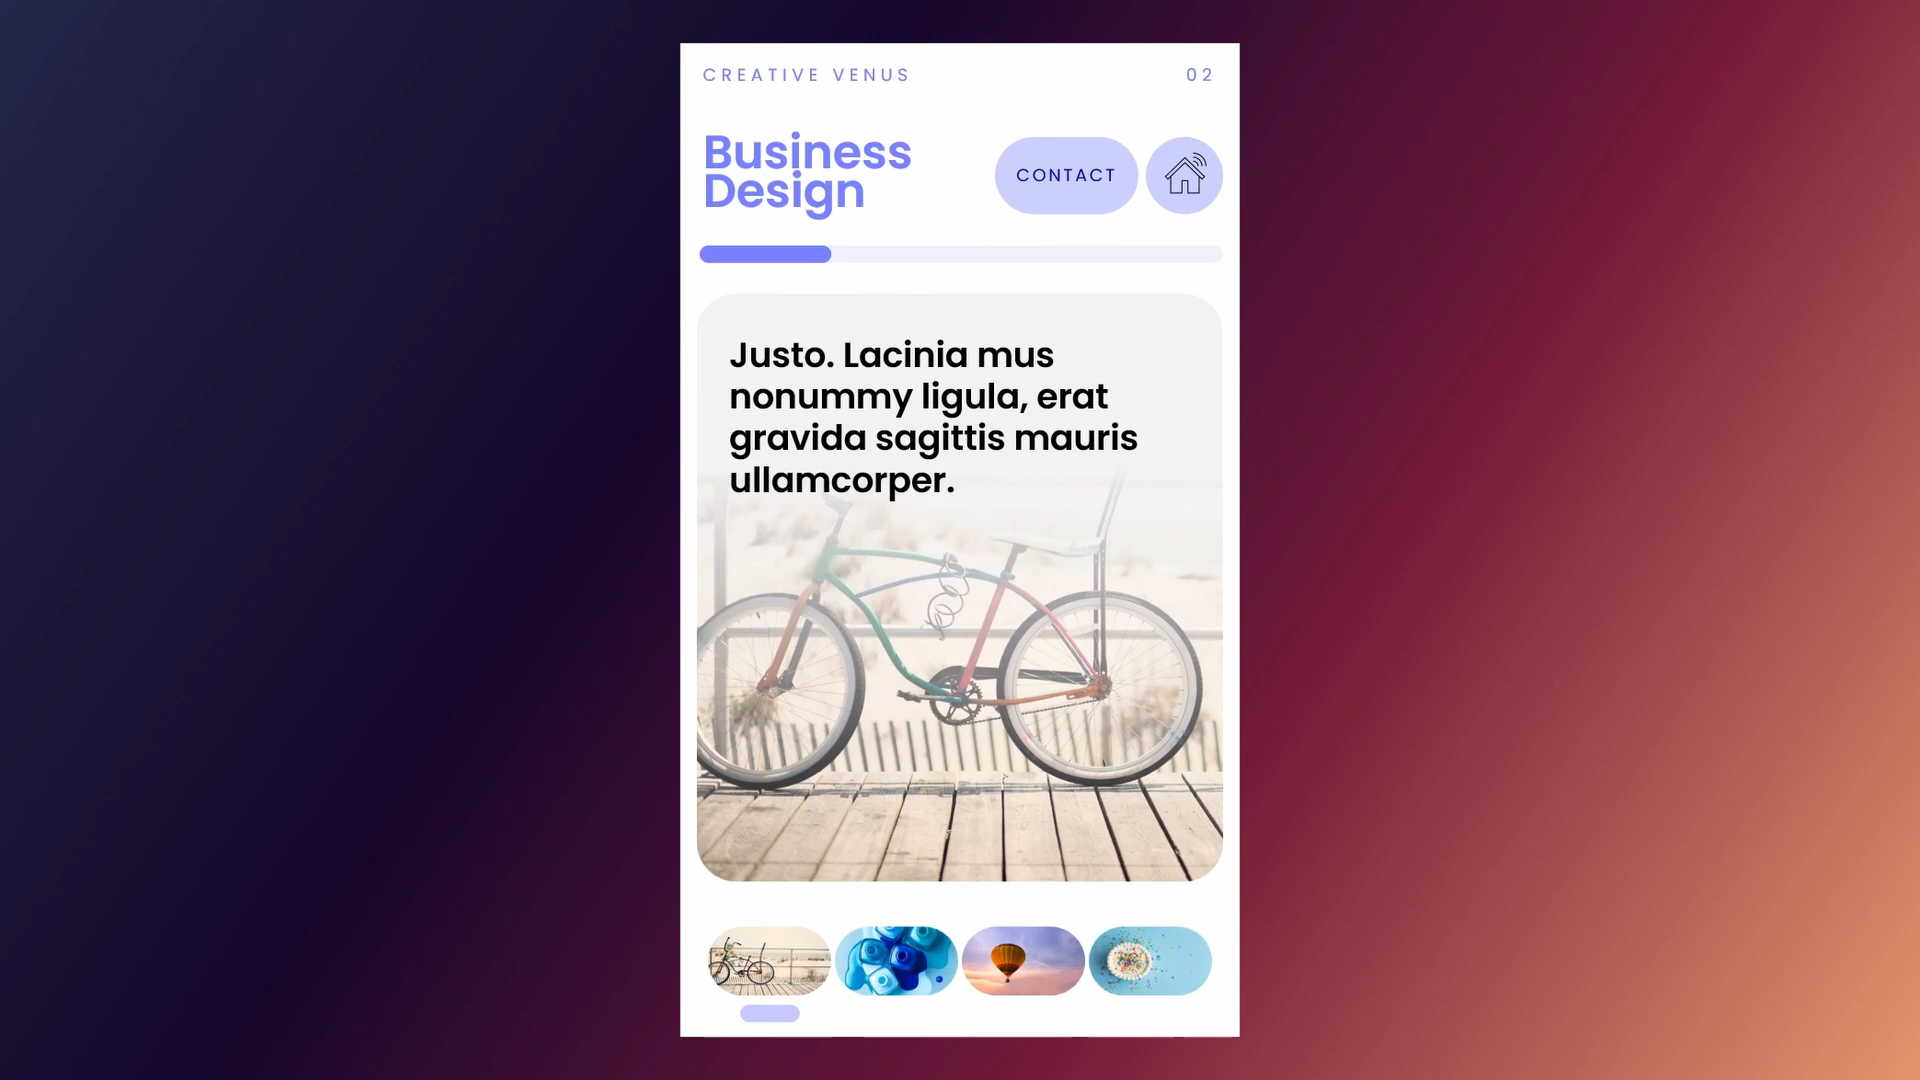 CREATIVE VENUS
02
Business
Design
CONTACT
Justo. Lacinia mus
nonummy ligula, erat
gravida sagittis mauris
ullamcorper.